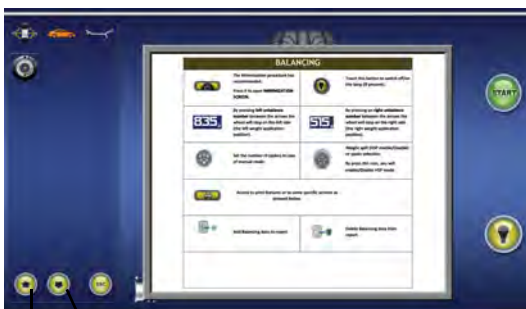 BALANCING
The Minimization procedure has
recommended.
Press it to open MINIMIZATION
SCREEN.
Touch this button to switch off/on
the lamp (8 pounds).
835
By pressing left unbalance
number between the arrows the
wheel will stop on the left side
(the left weight application
position).
515
By pressing on right unbalance
number between the arrows the
wheel will stop on the right side
(the right weight application
position).
Set the number of spokes in case
of manual mode.
Weight split HSP enable/disable
or spoke selection.
By press this icon, you will
enable/disable HSP mode.
Access to print features or to some specific screens as
showed below
Add Balancing data to report
Delete Balancing data from
report
START
ESC